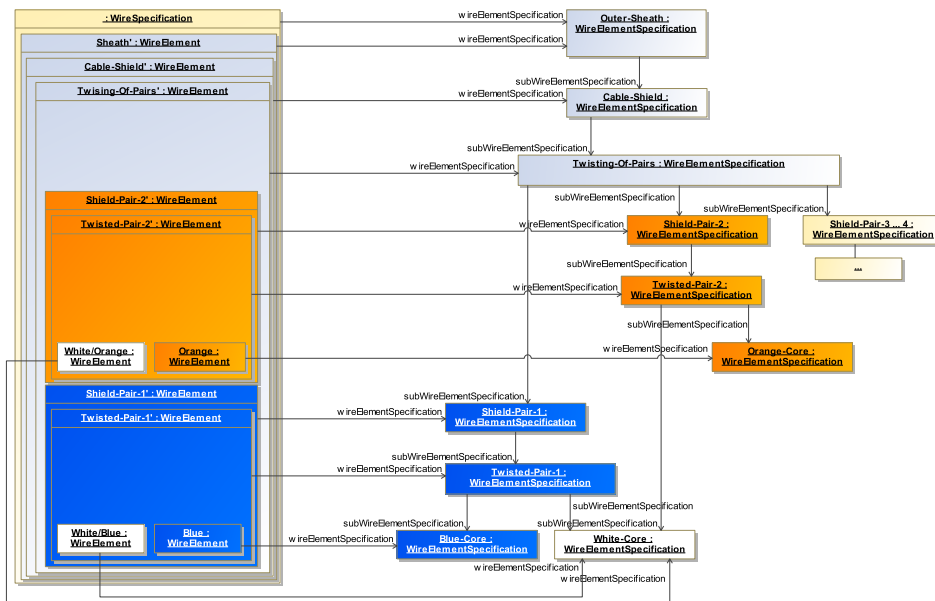 : WireSpecification
Sheath' : WireElement
Cable-Shield' : WireElement
Twising-Of-Pairs' : WireElement
Shield-Pair-2' : WireElement
Twisted-Pair-2' : WireElement
White/Orange :
WireElement
Orange :
WireElement
Shield-Pair-1' : WireElement
Twisted-Pair-1' : WireElement
White/Blue :
WireElement
Blue :
WireElement
wireElementSpecification
Outer-Sheath :
WireElementSpecification
wireElementSpecification
subWireElementSpecification
wireElementSpecification
Cable-Shield :
WireElementSpecification
subWireElementSpecification
wireElementSpecification
Twisting-Of-Pairs : WireElementSpecification
subWireElementSpecification
subWireElementSpecification
wireElementSpecification
Shield-Pair-2 :
WireElementSpecification
Shield-Pair-3 ... 4 :
WireElementSpecification
...
subWireElementSpecification
wireElementSpecification
Twisted-Pair-2 :
WireElementSpecification
subWireElementSpecification
wireElementSpecification
Orange-Core :
WireElementSpecification
subWireElementSpecification
wireElementSpecification
Shield-Pair-1 :
WireElementSpecification
subWireElementSpecification
wireElementSpecification
Twisted-Pair-1 :
WireElementSpecification
subWireElementSpecification
subWireElementSpecification
subWireElementSpecification
wireElementSpecification
Blue-Core :
WireElementSpecification
White-Core :
WireElementSpecification
wireElementSpecification
wireElementSpecification